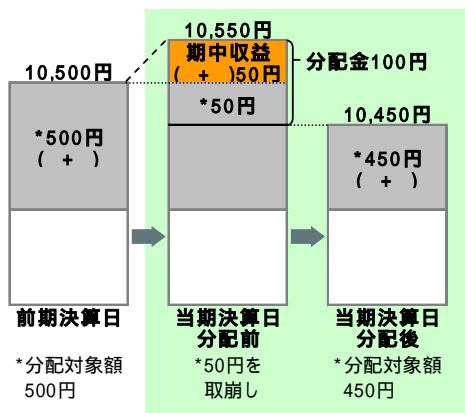 10,550円
期中収益
( + )50円
分配金100円
*50円
10,500円
*500円
( + )
10,450円
*450円
( + )
前期決算日
当期決算日
分配前
当期決算日
分配後
*分配対象額
500円
*50円を
取崩し
*分配対象額
450円